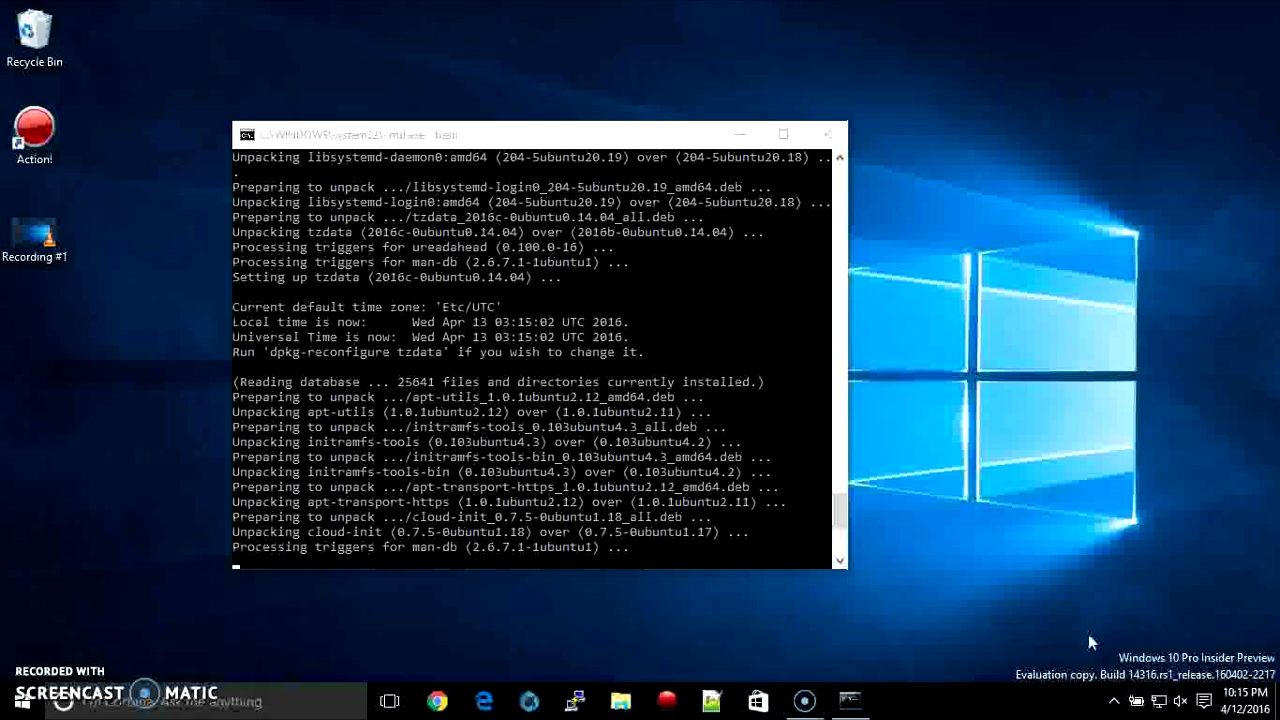 Recycle Bin
Action!
Recording #1
C:\WINDOWS\system32\cmd.exe - bash
Unpacking libsystemd-daemon0:amd64 (204-5ubuntu20.19) over (204-5ubuntu20.18) ..
.
Preparing to unpack .../libsystemd-login0_204-5ubuntu20.19_amd64.deb ...
Unpacking libsystemd-login0:amd64 (204-5ubuntu20.19) over (204-5ubuntu20.18) ...
Preparing to unpack .../tzdata_2016c-0ubuntu0.14.04_all.deb ...
Unpacking tzdata (2016c-0ubuntu0.14.04) over (2016b-0ubuntu0.14.04) ...
Processing triggers for ureadahead (0.100.0-16) ...
Processing triggers for man-db (2.6.7.1-1ubuntu1) ...
Setting up tzdata (2016c-0ubuntu0.14.04) ...
Current default time zone: 'Etc/UTC'
Local time is now:      Wed Apr 13 03:15:02 UTC 2016.
Universal Time is now:  Wed Apr 13 03:15:02 UTC 2016.
Run 'dpkg-reconfigure tzdata' if you wish to change it.
(Reading database ... 25641 files and directories currently installed.)
Preparing to unpack .../apt-utils_1.0.1ubuntu2.12_amd64.deb ...
Unpacking apt-utils (1.0.1ubuntu2.12) over (1.0.1ubuntu2.11) ...
Preparing to unpack .../initramfs-tools_0.103ubuntu4.3_all.deb ...
Unpacking initramfs-tools (0.103ubuntu4.3) over (0.103ubuntu4.2) ...
Preparing to unpack .../initramfs-tools-bin_0.103ubuntu4.3_amd64.deb ...
Unpacking initramfs-tools-bin (0.103ubuntu4.3) over (0.103ubuntu4.2) ...
Preparing to unpack .../apt-transport-https_1.0.1ubuntu2.12_amd64.deb ...
Unpacking apt-transport-https (1.0.1ubuntu2.12) over (1.0.1ubuntu2.11) ...
Preparing to unpack .../cloud-init_0.7.5-0ubuntu1.18_all.deb ...
Unpacking cloud-init (0.7.5-0ubuntu1.18) over (0.7.5-0ubuntu1.17) ...
Processing triggers for man-db (2.6.7.1-1ubuntu1) ...
Windows 10 Pro Insider Preview
Evaluation copy. Build 14316.rs1_release.160402-2217
RECORDED WITH
SCREENCAST MATIC
anything
10:15 PM
4/12/2016